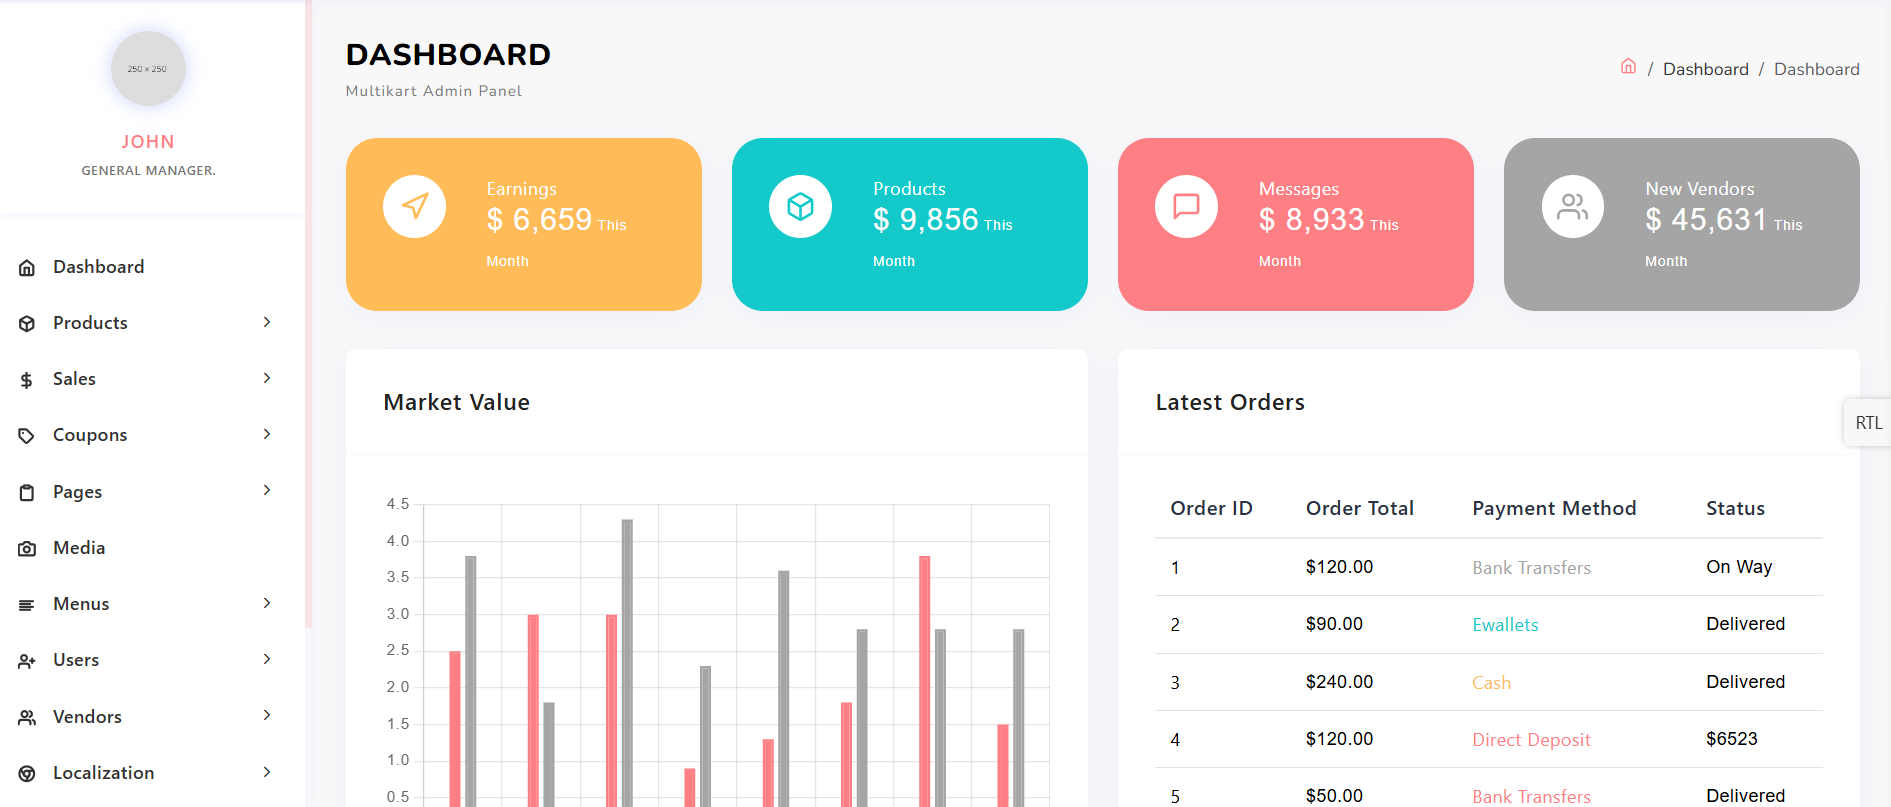 250 × 250
JOHN
GENERAL MANAGER.
Dashboard
Products
Sales
Coupons
Pages
Media
Menus
Users
Vendors
Localization
DASHBOARD
Multikart Admin Panel
/ Dashboard / Dashboard
Earnings
$ 6,659 This
Month
Products
$ 9,856 This
Month
Messages
$ 8,933 This
Month
New Vendors
$ 45,631 This
Month
Market Value
4.5
4.0
3.5
3.0
2.5
2.0
1.5
1.0
0.5
Latest Orders
Order ID Order Total Payment Method Status
1 $120.00 Bank Transfers On Way
2 $90.00 Ewallets Delivered
3 $240.00 Cash Delivered
4 $120.00 Direct Deposit $6523
5 $50.00 Bank Transfers Delivered
RTL